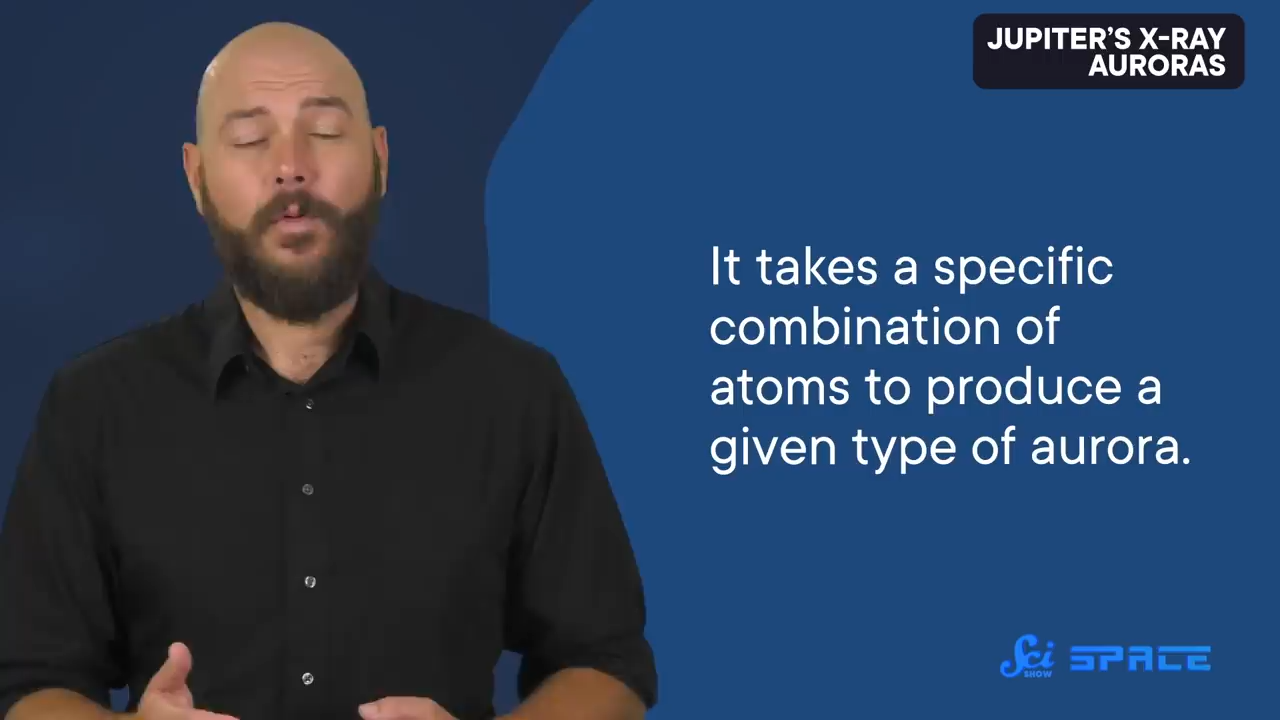 JUPITER'S X-RAY
AURORAS
It takes a specific
combination of
atoms to produce a
given type of aurora.
Sci SHOW SPACE